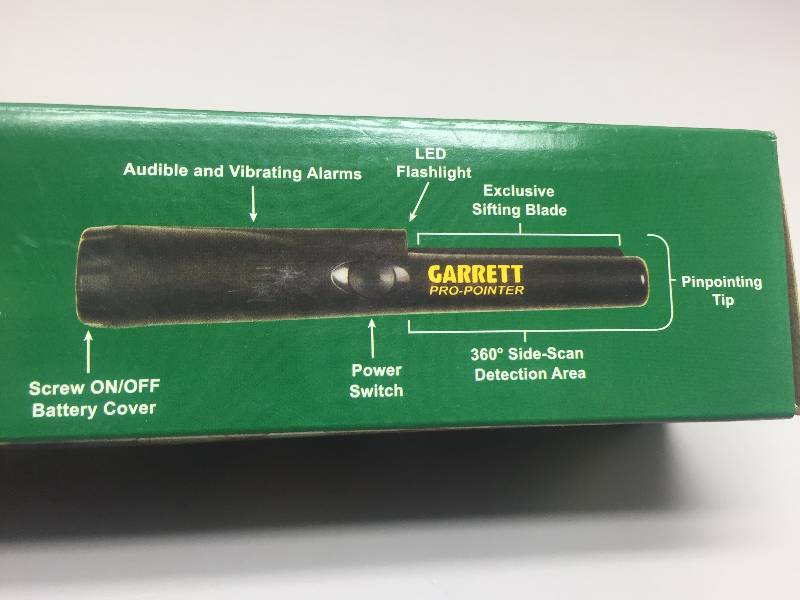 Audible and Vibrating Alarms
LED
Flashlight
Exclusive
Sifting Blade
GARRETT
PRO-POINTER
Pinpointing
Tip
360° Side-Scan
Detection Area
Power
Switch
Screw ON/OFF
Battery Cover